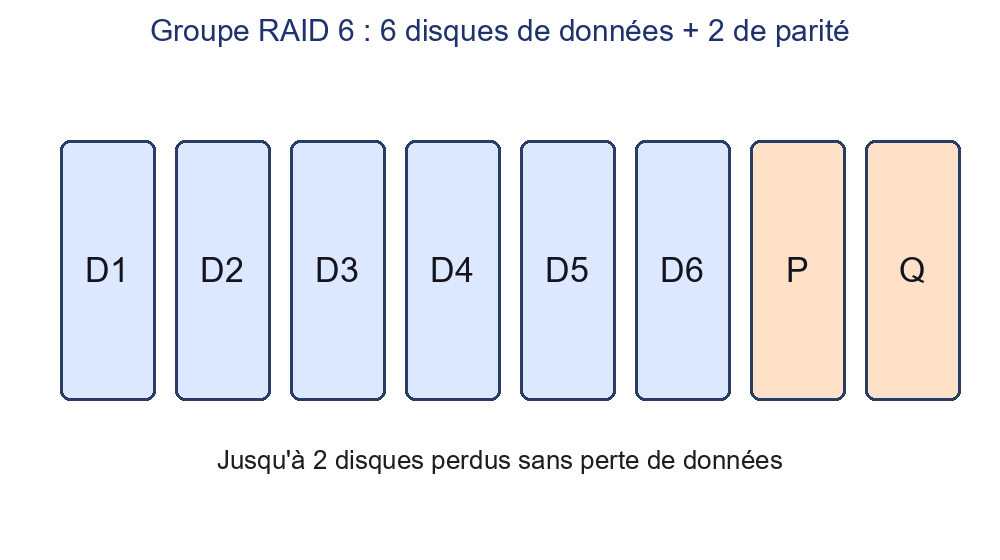 Groupe RAID 6 : 6 disques de données + 2 de parité
D1 D2 D3 D4 D5 D6 P Q
Jusqu'à 2 disques perdus sans perte de données